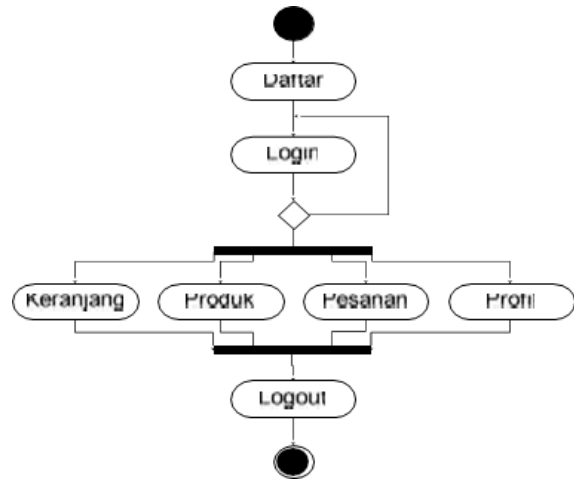 Daftar
Login
Keranjang
Produk
Pesanan
Profil
Logout